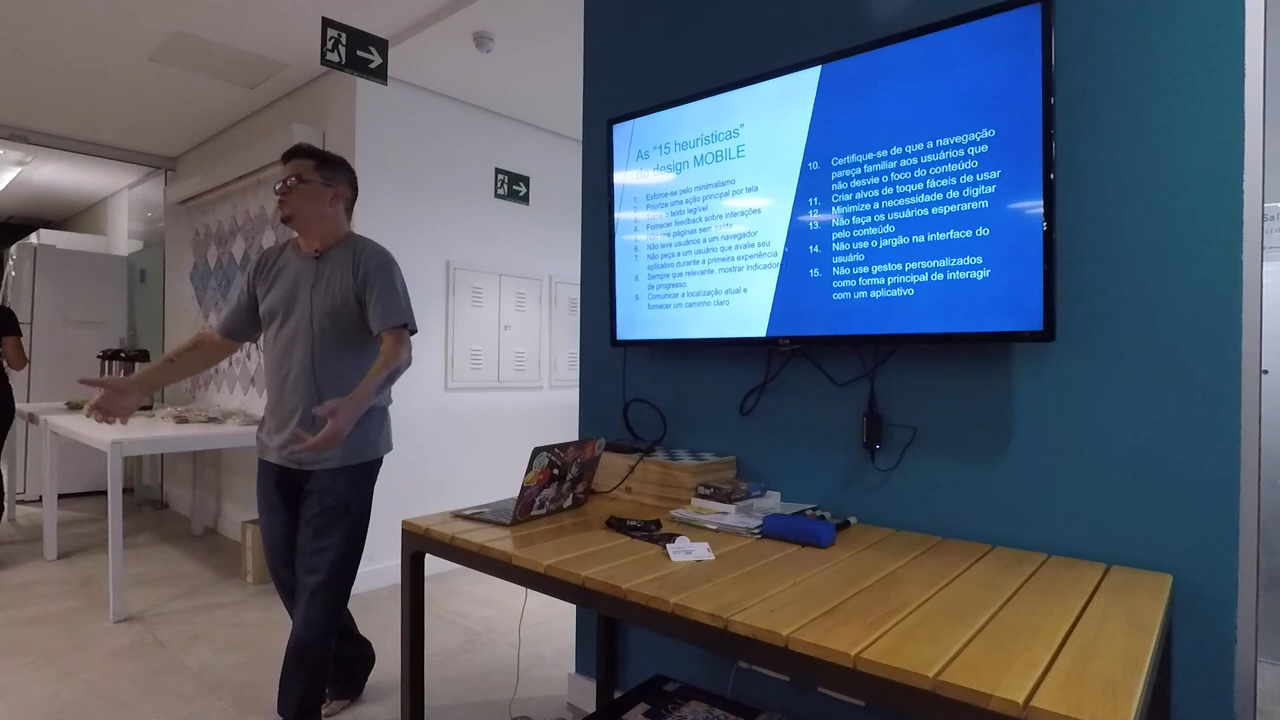 As “15 heurísticas”
do design MOBILE
1. Esforce-se pelo minimalismo
2. Priorize uma ação principal por tela
3. Torne o texto legível
4. Fornecer feedback sobre interações
5. páginas sem saída
6. Não leve usuários a um navegador
7. Não peça a um usuário que avalie seu
aplicativo durante a primeira experiência
8. Sempre que relevante, mostrar indicadores
de progresso.
9. Comunicar a localização atual e
fornecer um caminho claro
10. Certifique-se de que a navegação
pareça familiar aos usuários que
não desvie o foco do conteúdo
11. Criar alvos de toque fáceis de usar
12. Minimize a necessidade de digitar
13. Não faça os usuários esperarem
pelo conteúdo
14. Não use o jargão na interface do
usuário
15. Não use gestos personalizados
como forma principal de interagir
com um aplicativo
LG